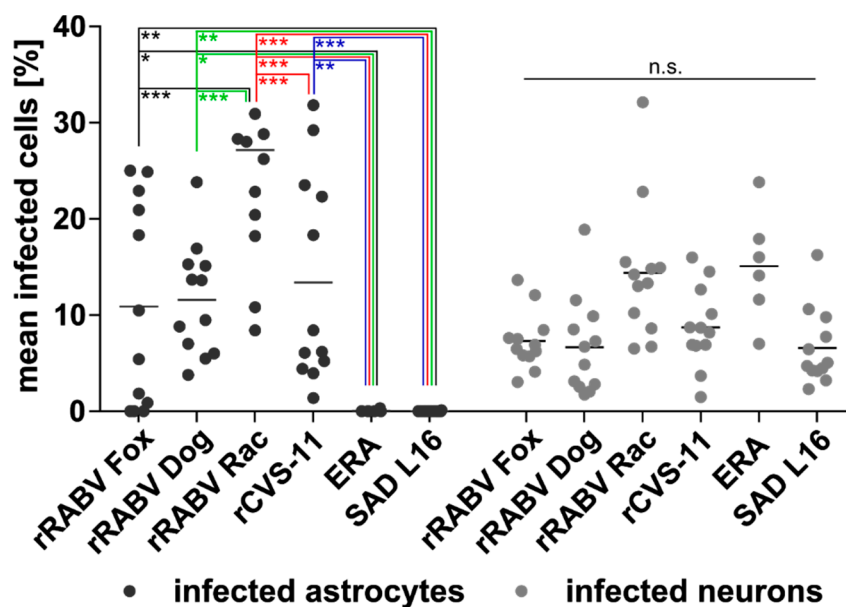 mean infected cells [%]
40
30
20
10
0
** ** *** ***
* * *** **
*** *** ***
n.s.
rRABV Fox
rRABV Dog
rRABV Rac
rCVS-11
ERA
SAD L16
rRABV Fox
rRABV Dog
rRABV Rac
rCVS-11
ERA
SAD L16
infected astrocytes infected neurons